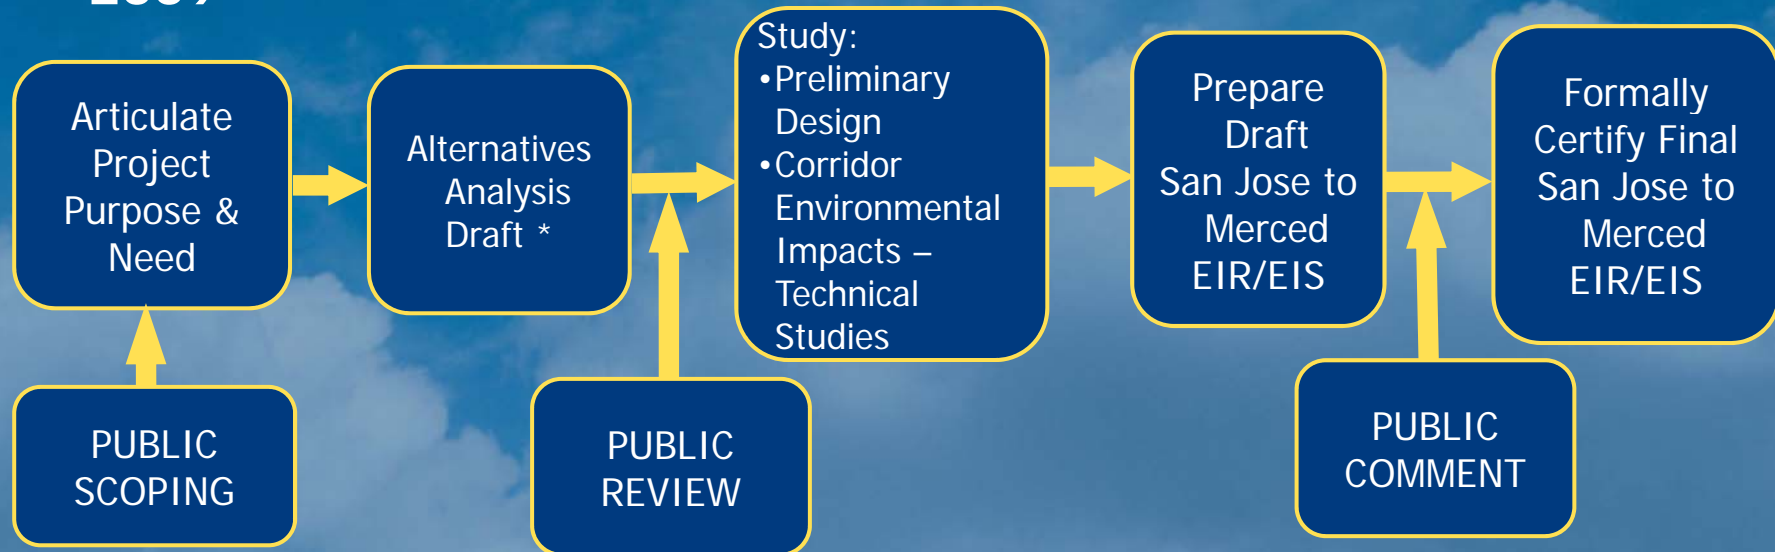 Articulate
Project
Purpose &
Need
Alternatives
Analysis
Draft *
Study:
•Preliminary
Design
•Corridor
Environmental
Impacts –
Technical
Studies
Prepare
Draft
San Jose to
Merced
EIR/EIS
Formally
Certify Final
San Jose to
Merced
EIR/EIS
PUBLIC
SCOPING
PUBLIC
REVIEW
PUBLIC
COMMENT